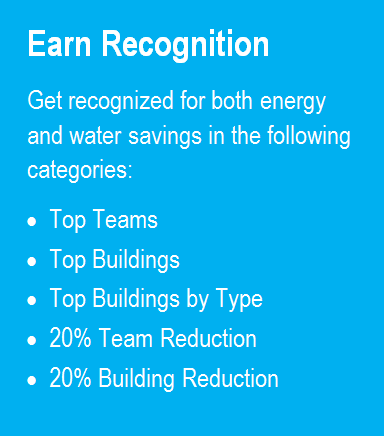 Earn Recognition
Get recognized for both energy
and water savings in the following
categories:
• Top Teams
• Top Buildings
• Top Buildings by Type
• 20% Team Reduction
• 20% Building Reduction